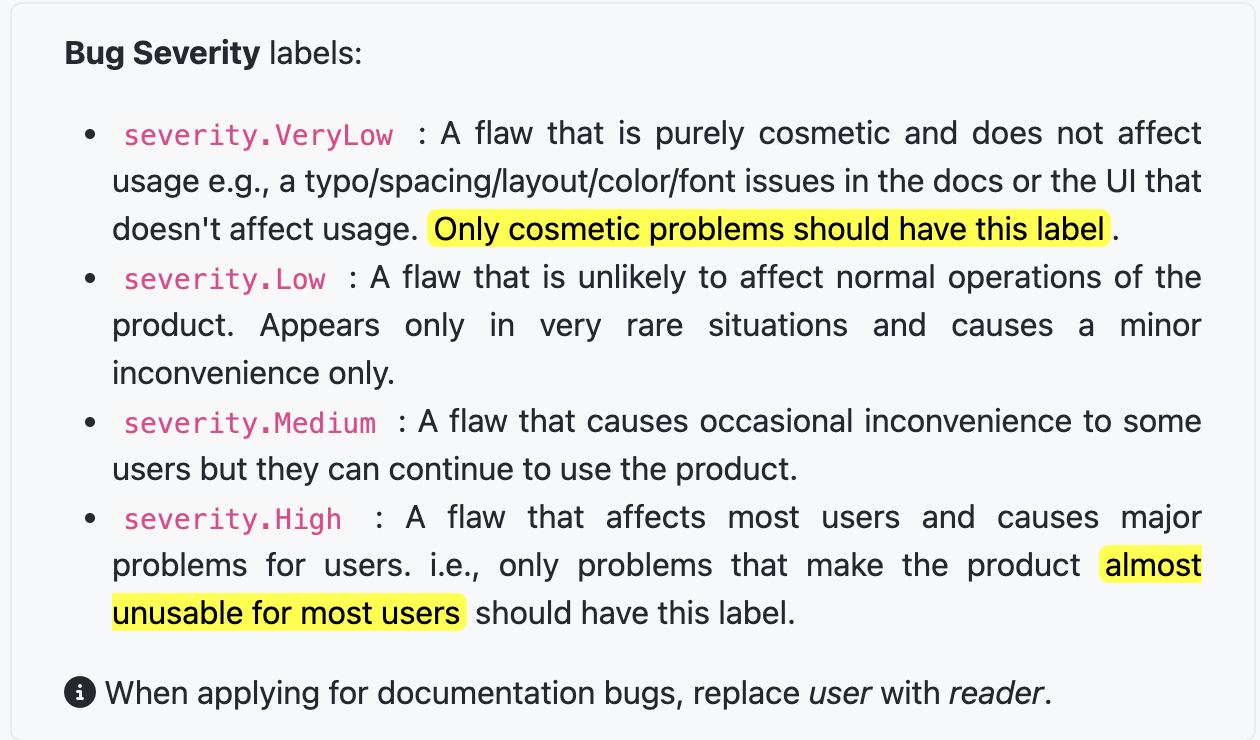 Bug Severity labels:
• severity.VeryLow : A flaw that is purely cosmetic and does not affect
usage e.g., a typo/spacing/layout/color/font issues in the docs or the UI that
doesn't affect usage. Only cosmetic problems should have this label.
• severity.Low : A flaw that is unlikely to affect normal operations of the
product. Appears only in very rare situations and causes a minor
inconvenience only.
• severity.Medium : A flaw that causes occasional inconvenience to some
users but they can continue to use the product.
• severity.High : A flaw that affects most users and causes major
problems for users. i.e., only problems that make the product almost
unusable for most users should have this label.
When applying for documentation bugs, replace user with reader.